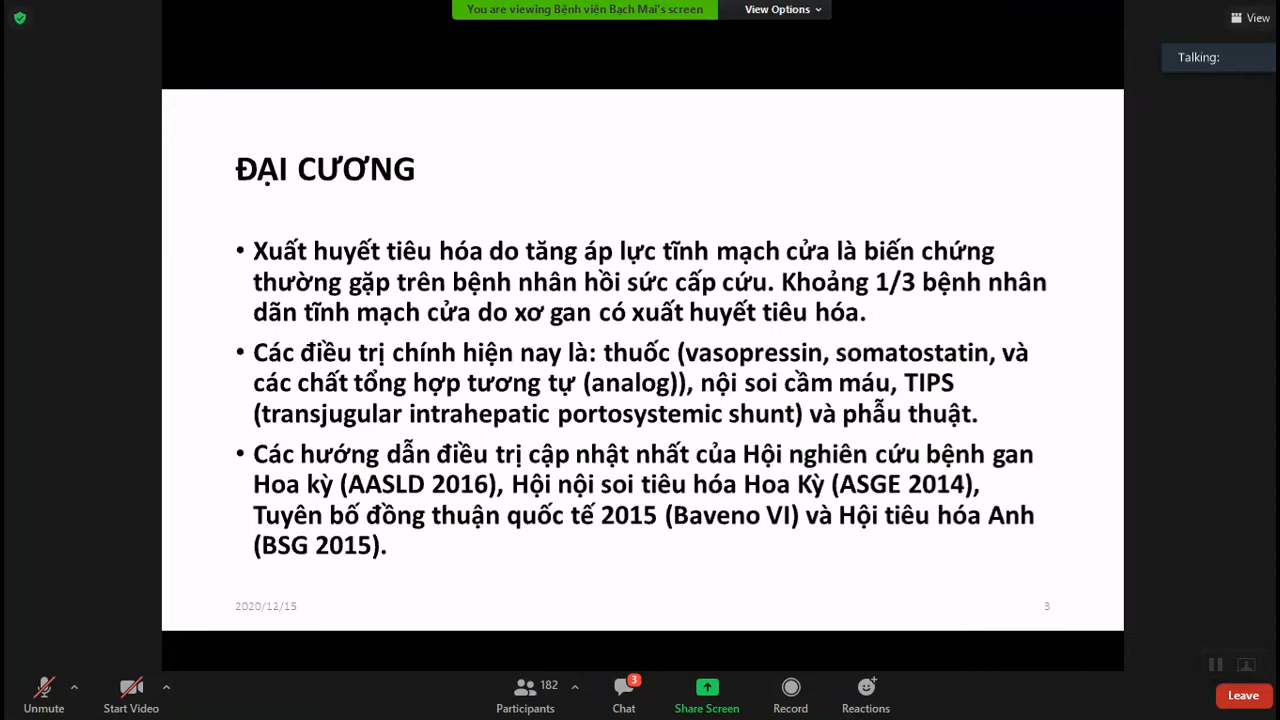 You are viewing Bệnh viện Bạch Mai's screen
View Options
View
Talking:
ĐẠI CƯƠNG
• Xuất huyết tiêu hóa do tăng áp lực tĩnh mạch cửa là biến chứng
thường gặp trên bệnh nhân hồi sức cấp cứu. Khoảng 1/3 bệnh nhân
dãn tĩnh mạch cửa do xơ gan có xuất huyết tiêu hóa.
• Các điều trị chính hiện nay là: thuốc (vasopressin, somatostatin, và
các chất tổng hợp tương tự (analog)), nội soi cầm máu, TIPS
(transjugular intrahepatic portosystemic shunt) và phẫu thuật.
• Các hướng dẫn điều trị cập nhật nhất của Hội nghiên cứu bệnh gan
Hoa kỳ (AASLD 2016), Hội nội soi tiêu hóa Hoa Kỳ (ASGE 2014),
Tuyên bố đồng thuận quốc tế 2015 (Baveno VI) và Hội tiêu hóa Anh
(BSG 2015).
2020/12/15
3
Unmute
Start Video
182
Participants
3
Chat
Share Screen
Record
Reactions
Leave